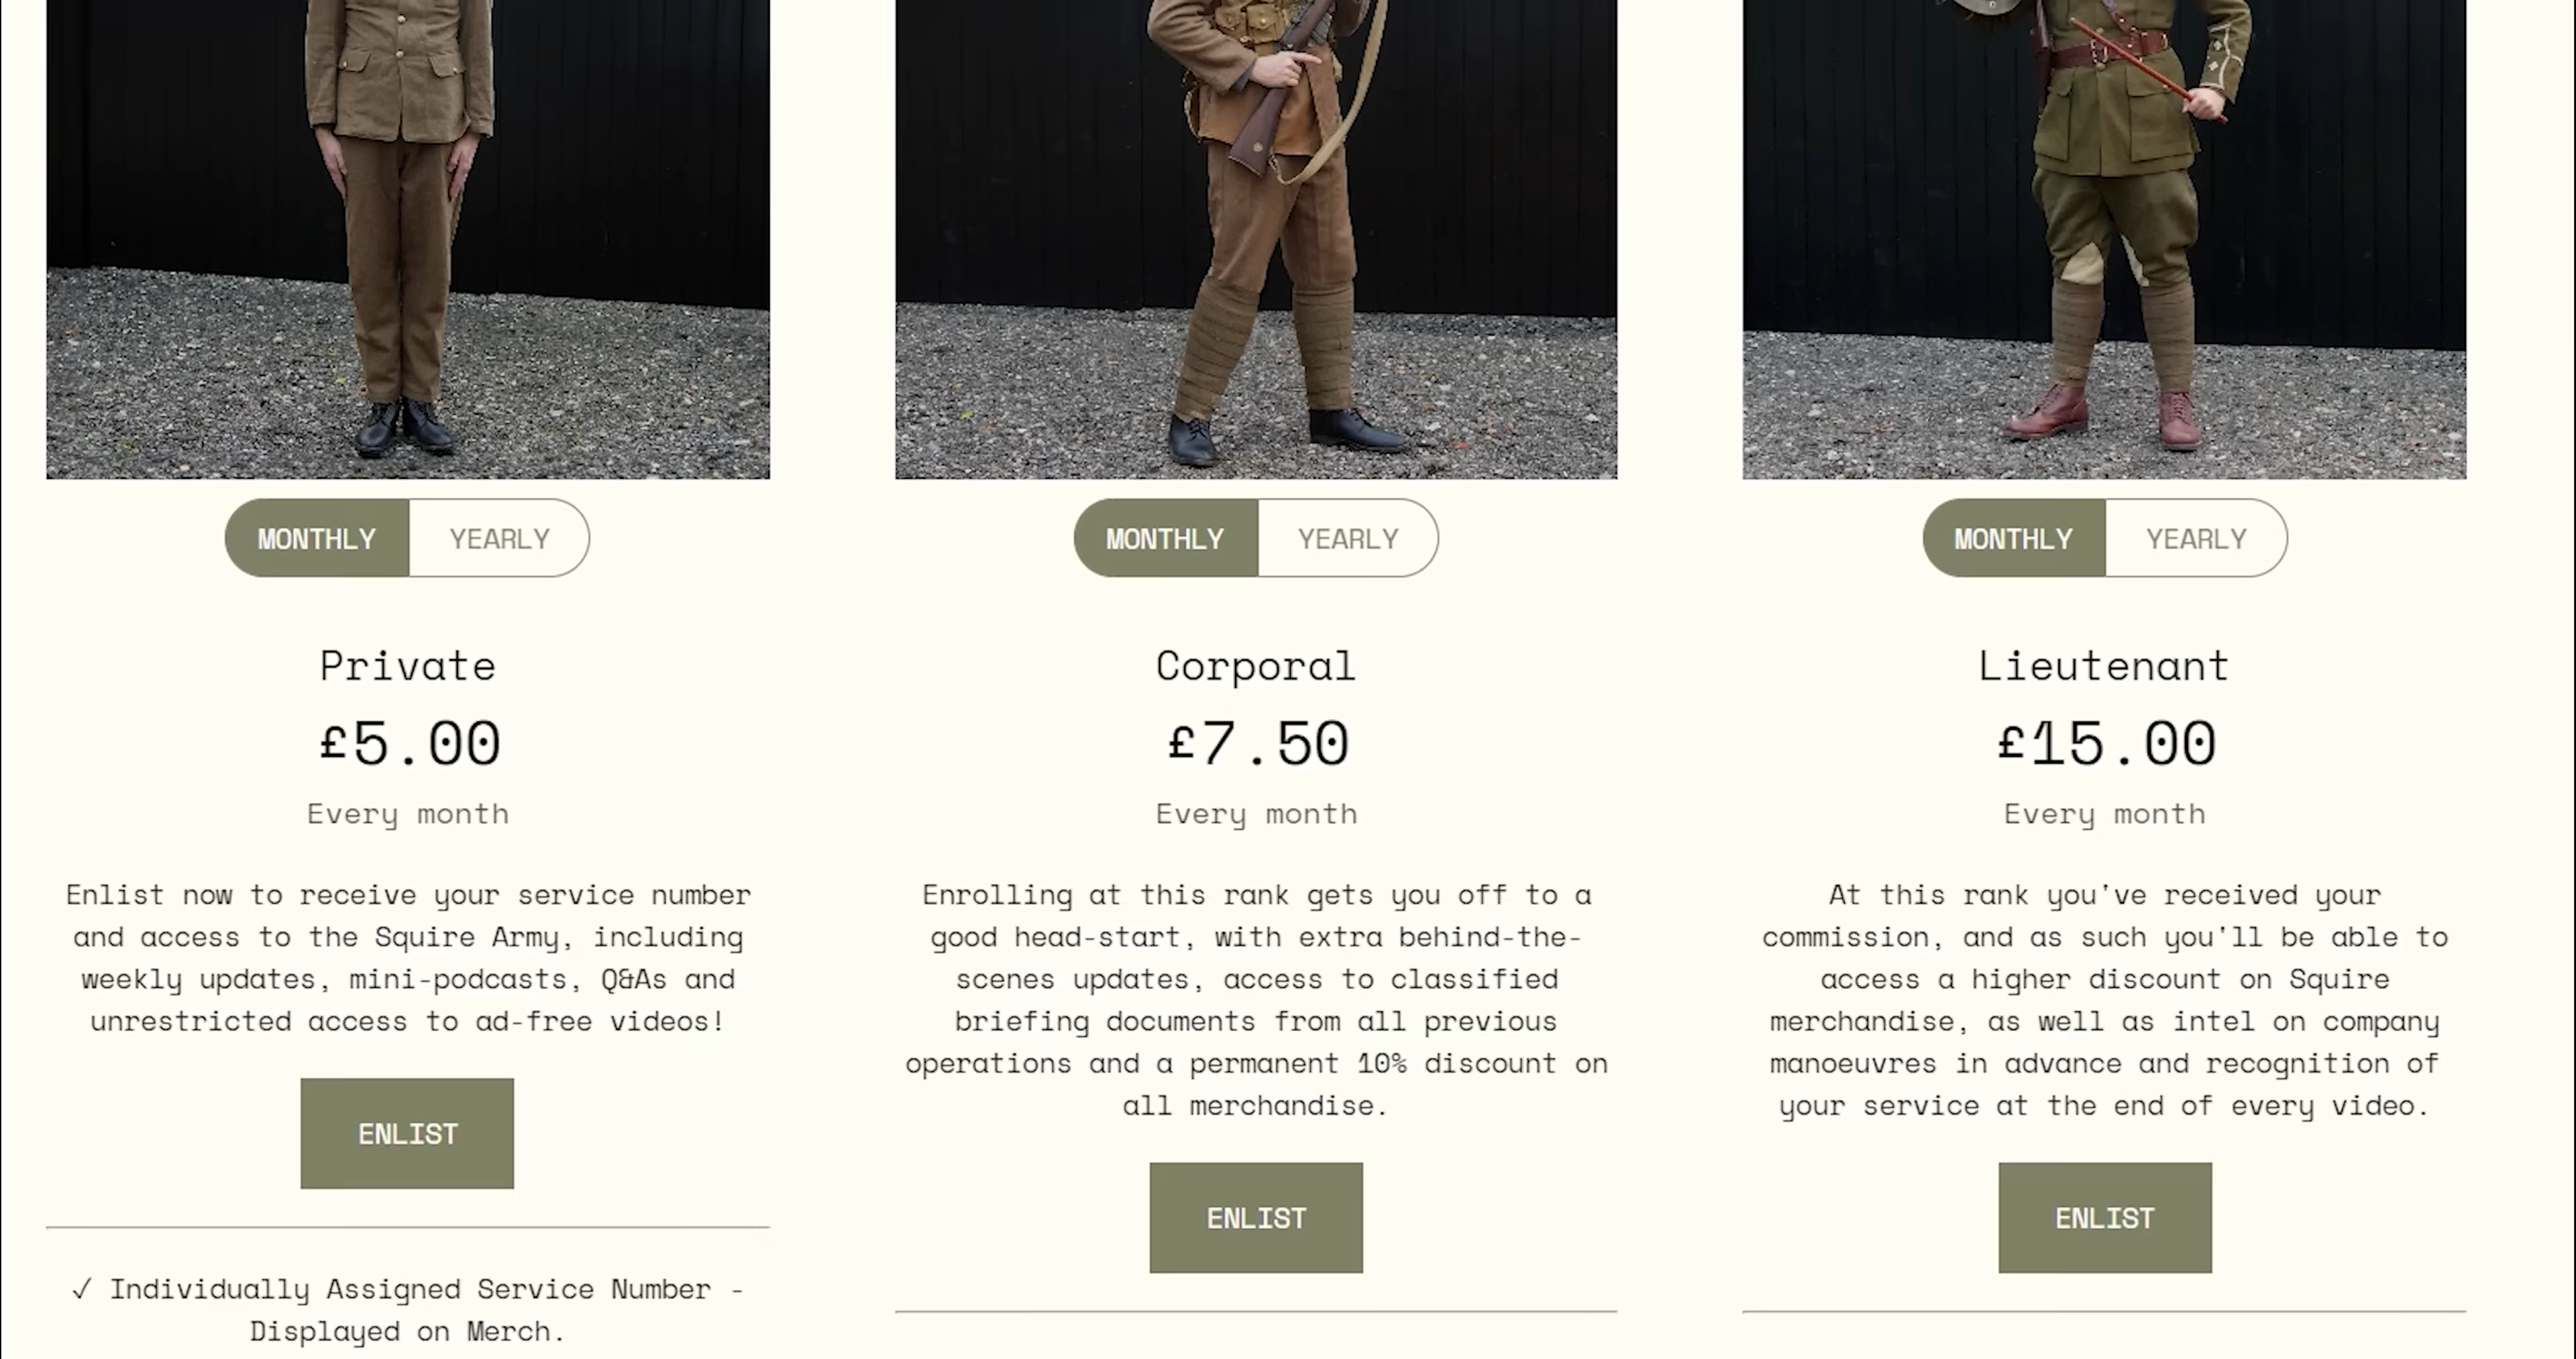 MONTHLY YEARLY
Private
£5.00
Every month
Enlist now to receive your service number
and access to the Squire Army, including
weekly updates, mini-podcasts, Q&As and
unrestricted access to ad-free videos!
ENLIST
✓ Individually Assigned Service Number -
Displayed on Merch.
MONTHLY YEARLY
Corporal
£7.50
Every month
Enrolling at this rank gets you off to a
good head-start, with extra behind-the-
scenes updates, access to classified
briefing documents from all previous
operations and a permanent 10% discount on
all merchandise.
ENLIST
MONTHLY YEARLY
Lieutenant
£15.00
Every month
At this rank you've received your
commission, and as such you'll be able to
access a higher discount on Squire
merchandise, as well as intel on company
manoeuvres in advance and recognition of
your service at the end of every video.
ENLIST